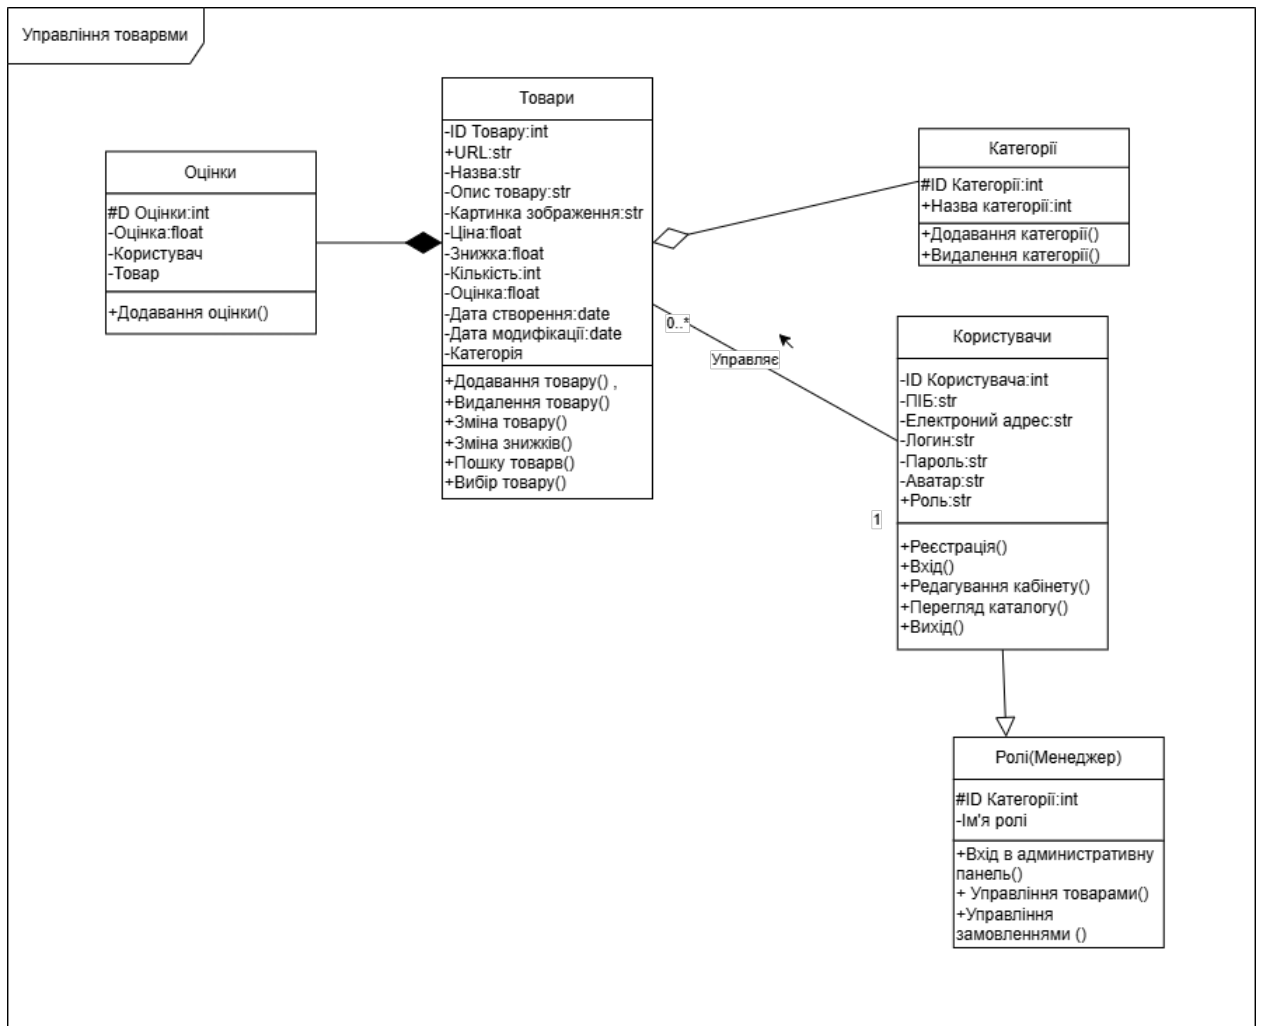 Управління товарвми
Товари
-ID Товару:int
+URL:str
-Назва:str
-Опис товару:str
-Картинка зображення:str
-Ціна:float
-Знижка:float
-Кількість:int
-Оцінка:float
-Дата створення:date
-Дата модифікації:date
-Категорія
+Додавання товару() ,
+Видалення товару()
+Зміна товару()
+Зміна знижків()
+Пошку товарв()
+Вибір товару()
Оцінки
#D Оцінки:int
-Оцінка:float
-Користувач
-Товар
+Додавання оцінки()
Категорії
#ID Категорії:int
+Назва категорії:int
+Додавання категорії()
+Видалення категорії()
0..*
Управляє
1
Користувачи
-ID Користувача:int
-ПІБ:str
-Електроний адрес:str
-Логин:str
-Пароль:str
-Аватар:str
+Роль:str
+Реєстрація()
+Вхід()
+Редагування кабінету()
+Перегляд каталогу()
+Вихід()
Ролі(Менеджер)
#ID Категорії:int
-Ім'я ролі
+Вхід в административну
панель()
+ Управління товарами()
+Управління
замовленнями ()